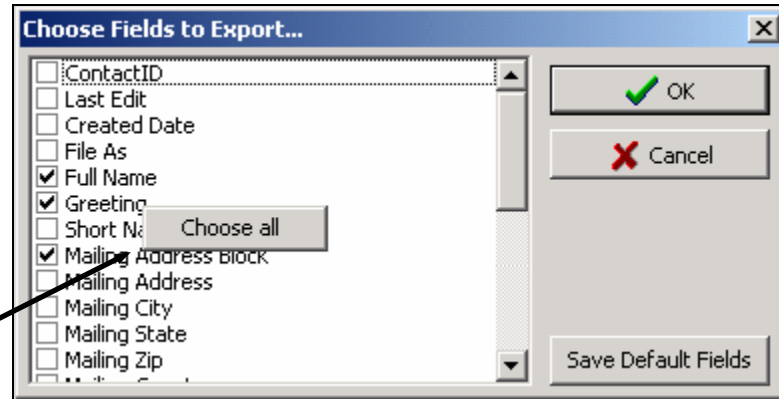 Choose Fields to Export...
ContactID
Last Edit
Created Date
File As
Full Name
Greeting
Short Na
Choose all
Mailing Address Block
Mailing Address
Mailing City
Mailing State
Mailing Zip
OK
Cancel
Save Default Fields